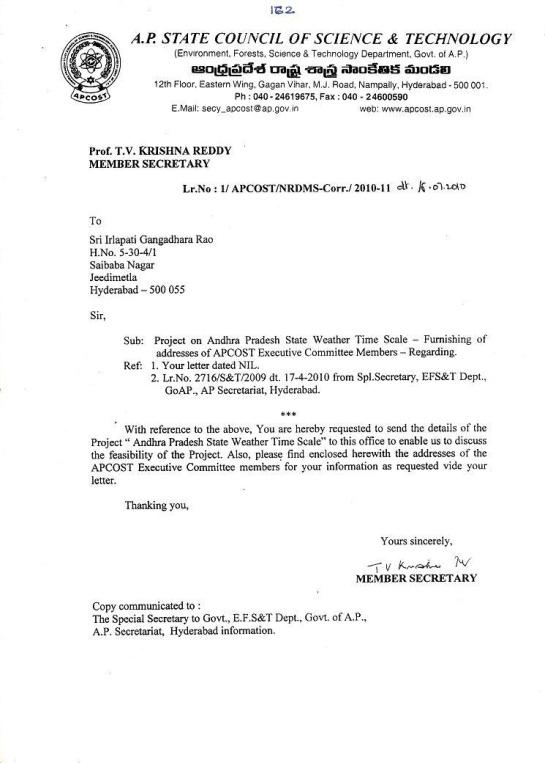 162
A.P. STATE COUNCIL OF SCIENCE & TECHNOLOGY
(Environment, Forests, Science & Technology Department, Govt. of A.P.)
ఆంధ్రప్రదేశ్ రాష్ట్ర శాస్త్ర సాంకేతిక మండలి
12th Floor, Eastern Wing, Gagan Vihar, M.J. Road, Nampally, Hyderabad - 500 001.
Ph : 040 - 24619675, Fax : 040 - 24600590
E.Mail: secy_apcost@ap.gov.in web: www.apcost.ap.gov.in
APCOST
Prof. T.V. KRISHNA REDDY
MEMBER SECRETARY
Lr.No : 1/ APCOST/NRDMS-Corr./ 2010-11 dt. .07.2010
To
Sri Irlapati Gangadhara Rao
H.No. 5-30-4/1
Saibaba Nagar
Jeedimetla
Hyderabad – 500 055
Sir,
Sub: Project on Andhra Pradesh State Weather Time Scale – Furnishing of
addresses of APCOST Executive Committee Members – Regarding.
Ref: 1. Your letter dated NIL.
2. Lr.No. 2716/S&T/2009 dt. 17-4-2010 from Spl.Secretary, EFS&T Dept.,
GoAP., AP Secretariat, Hyderabad.
***
With reference to the above, You are hereby requested to send the details of the
Project “ Andhra Pradesh State Weather Time Scale” to this office to enable us to discuss
the feasibility of the Project. Also, please find enclosed herewith the addresses of the
APCOST Executive Committee members for your information as requested vide your
letter.
Thanking you,
Yours sincerely,
T V Krishna
MEMBER SECRETARY
Copy communicated to :
The Special Secretary to Govt., E.F.S&T Dept., Govt. of A.P.,
A.P. Secretariat, Hyderabad information.